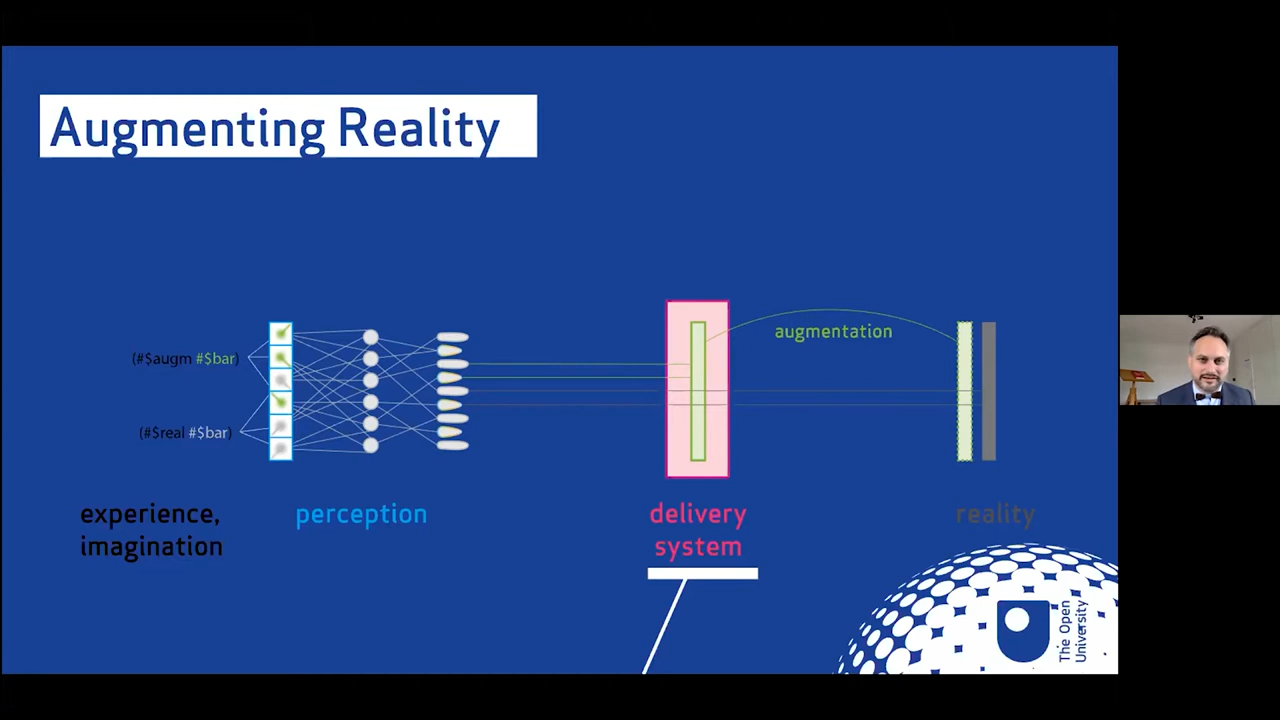 Augmenting Reality
augmentation
(#$augm #$bar)
(#$real #$bar)
experience,
imagination
perception
delivery
system
reality
The Open
University